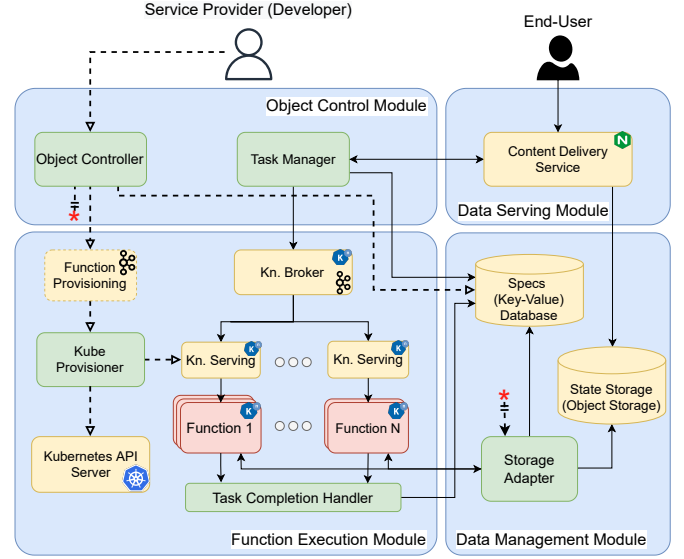 Service Provider (Developer)
End-User
Object Control Module
Object Controller
Task Manager
Content Delivery
Service
N
Data Serving Module
*
Function
Provisioning
Kn. Broker
K
Specs
(Key-Value)
Database
Kube
Provisioner
Kn. Serving
K
Kn. Serving
K
State Storage
(Object Storage)
*
Function 1
K
Function N
K
Kubernetes API
Server
Storage
Adapter
Task Completion Handler
Function Execution Module
Data Management Module